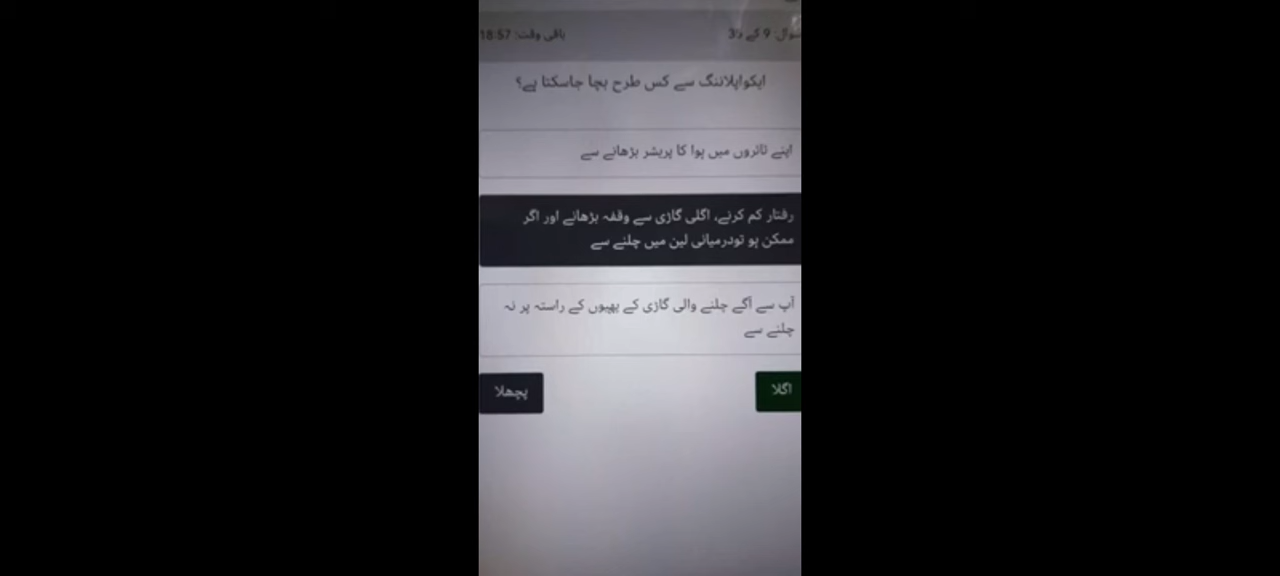 سوال: 9 کے 35
باقی وقت: 18:57
ایکواپلاننگ سے کس طرح بچا جاسکتا ہے؟
اپنے ٹائروں میں ہوا کا پریشر بڑھانے سے
رفتار کم کرنے، اگلی گاڑی سے وقفہ بڑھانے اور اگر
ممکن ہو تودرمیانی لین میں چلنے سے
آپ سے آگے چلنے والی گاڑی کے پھیوں کے راستہ پر نہ
چلنے سے
اگلا
پچھلا